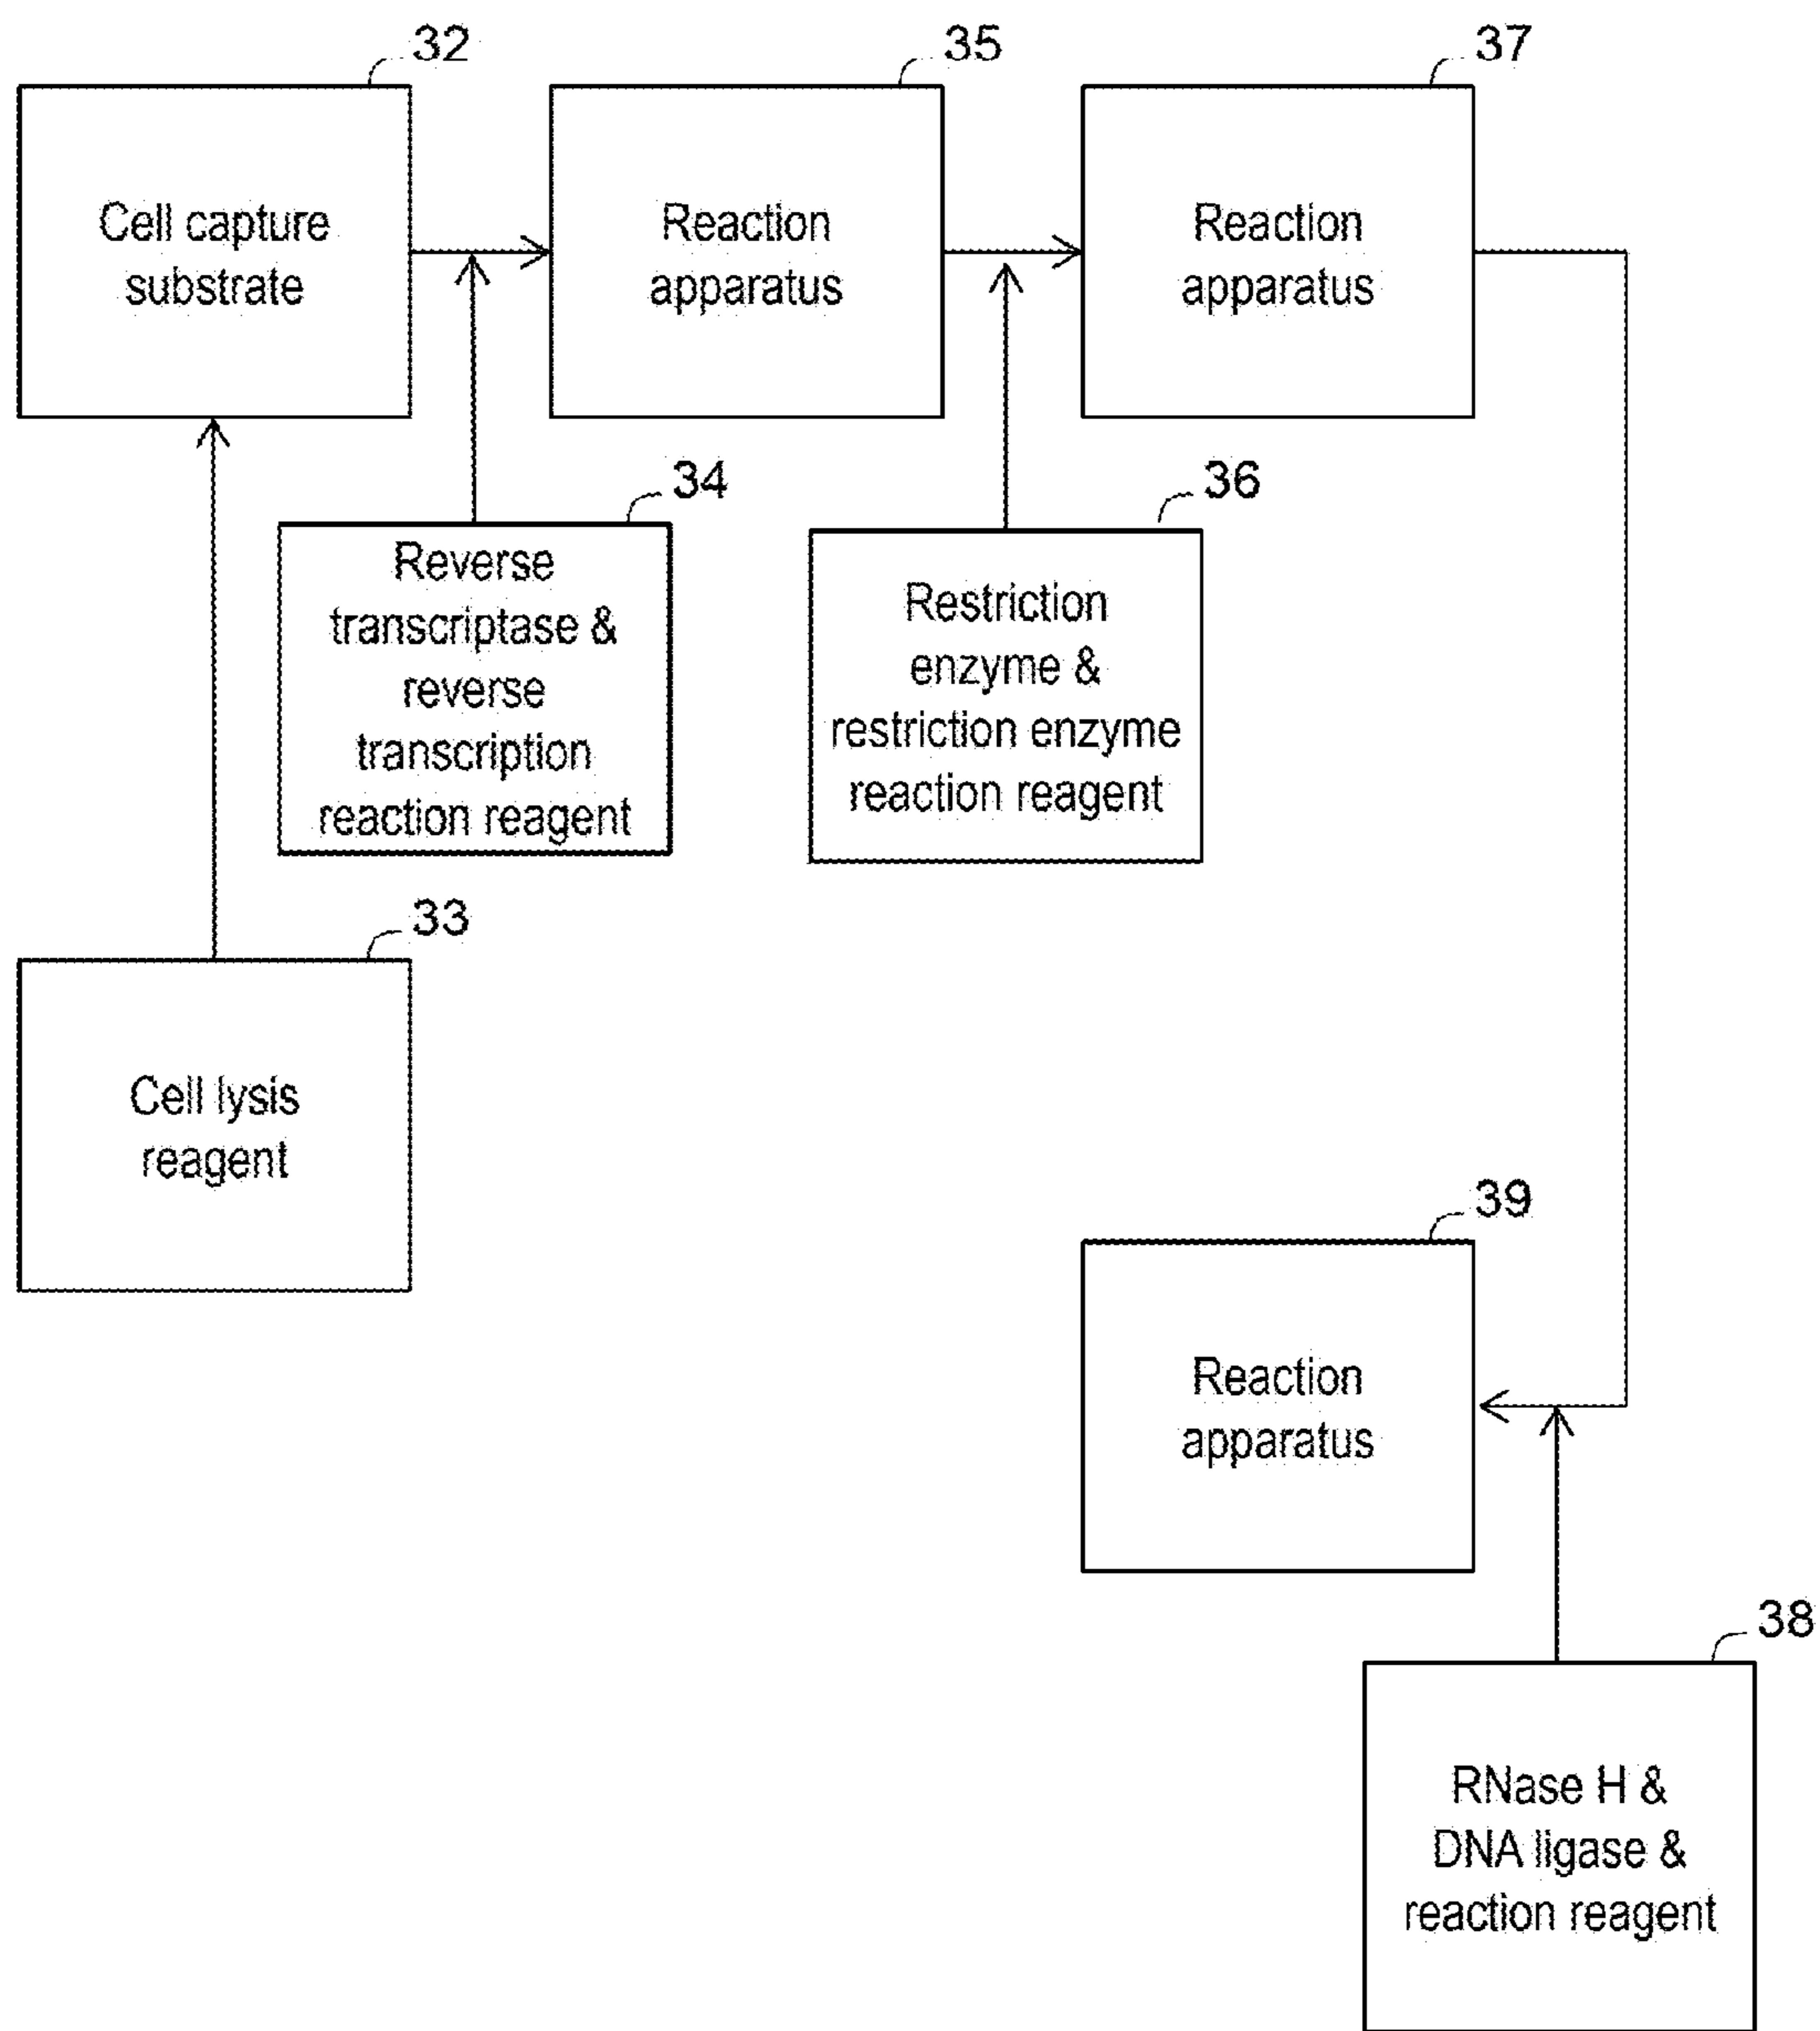 32
Cell capture
substrate
35
Reaction
apparatus
37
Reaction
apparatus
34
Reverse
transcriptase &
reverse
transcription
reaction reagent
36
Restriction
enzyme &
restriction enzyme
reaction reagent
33
Cell lysis
reagent
39
Reaction
apparatus
38
RNase H &
DNA ligase &
reaction reagent